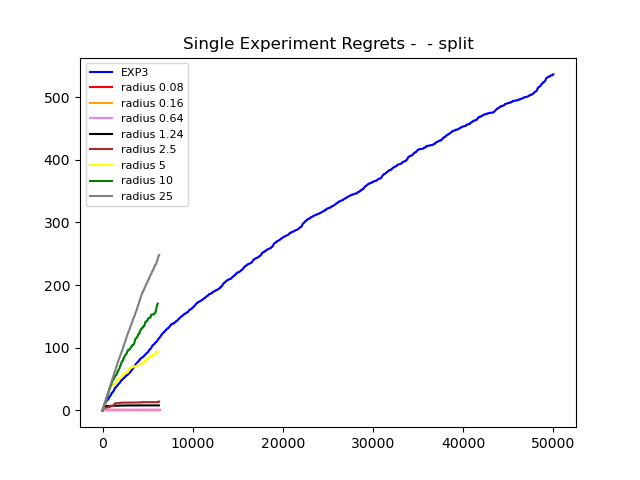 Single Experiment Regrets -  - split
EXP3
radius 0.08
radius 0.16
radius 0.64
radius 1.24
radius 2.5
radius 5
radius 10
radius 25
500
400
300
200
100
0
0 10000 20000 30000 40000 50000